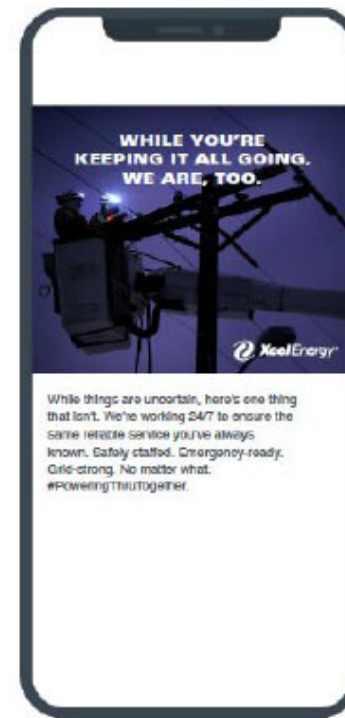 WHILE YOU'RE
KEEPING IT ALL GOING,
WE ARE, TOO.
Xcel Energy
While things are uncertain, here's one thing
that isn't. We're working 24/7 to ensure the
same reliable service you've always
known. Safely staffed. Emergency-ready.
Grid-strong. No matter what.
#PoweringThruTogether.